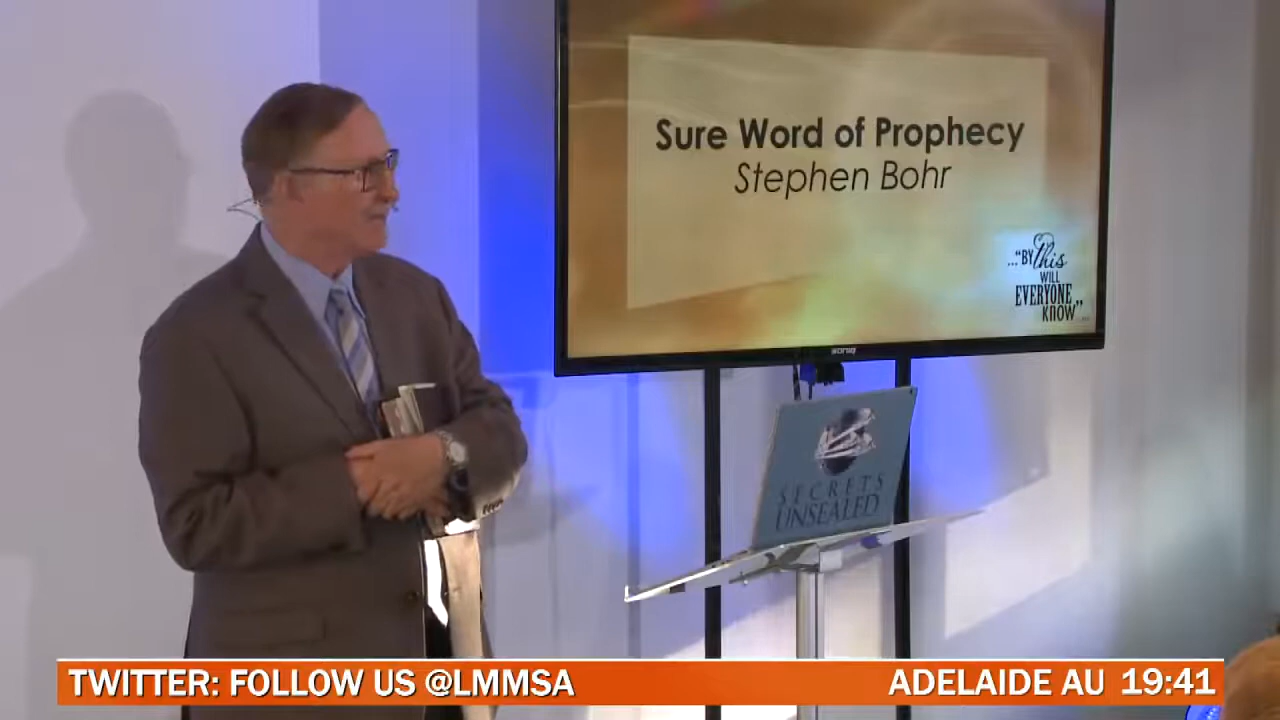 Sure Word of Prophecy
Stephen Bohr
..."BY this
WILL
EVERYONE
KNOW"
SECRETS
UNSEALED
TWITTER: FOLLOW US @LMMSA
ADELAIDE AU 19:41